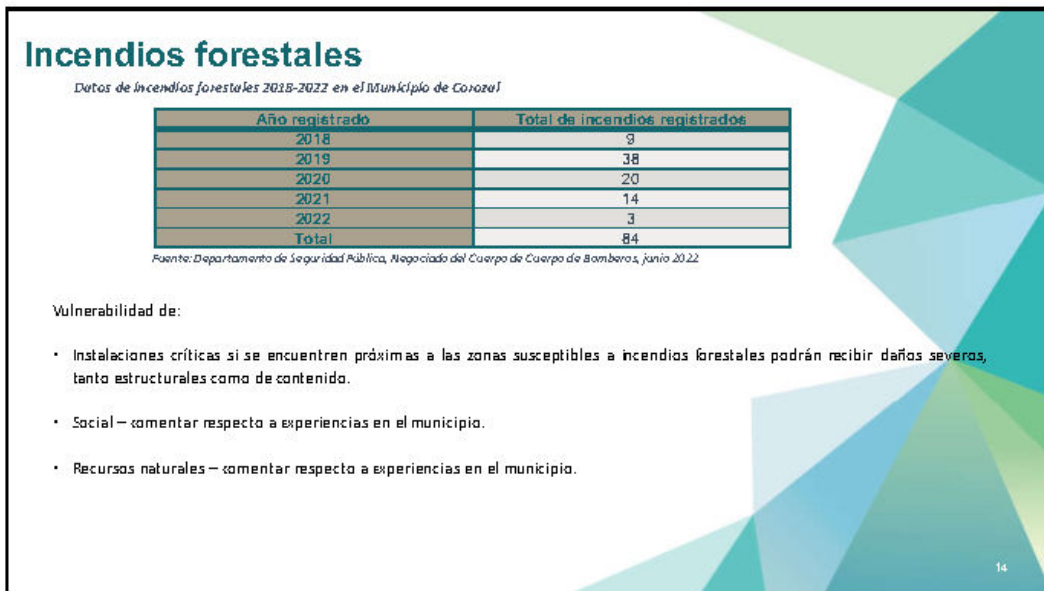 Incendios forestales
Datos de incendios forestales 2018-2022 en el Municipio de Corozal
Año registrado Total de incendios registrados
2018 9
2019 38
2020 20
2021 14
2022 3
Total 84
Fuente: Departamento de Seguridad Pública, Negociado del Cuerpo de Cuerpo de Bomberos, junio 2022
Vulnerabilidad de:
• Instalaciones críticas si se encuentren próximas a las zonas susceptibles a incendios forestales podrán recibir daños severos,
tanto estructurales como de contenido.
• Social – comentar respecto a experiencias en el municipio.
• Recursos naturales – comentar respecto a experiencias en el municipio.
14